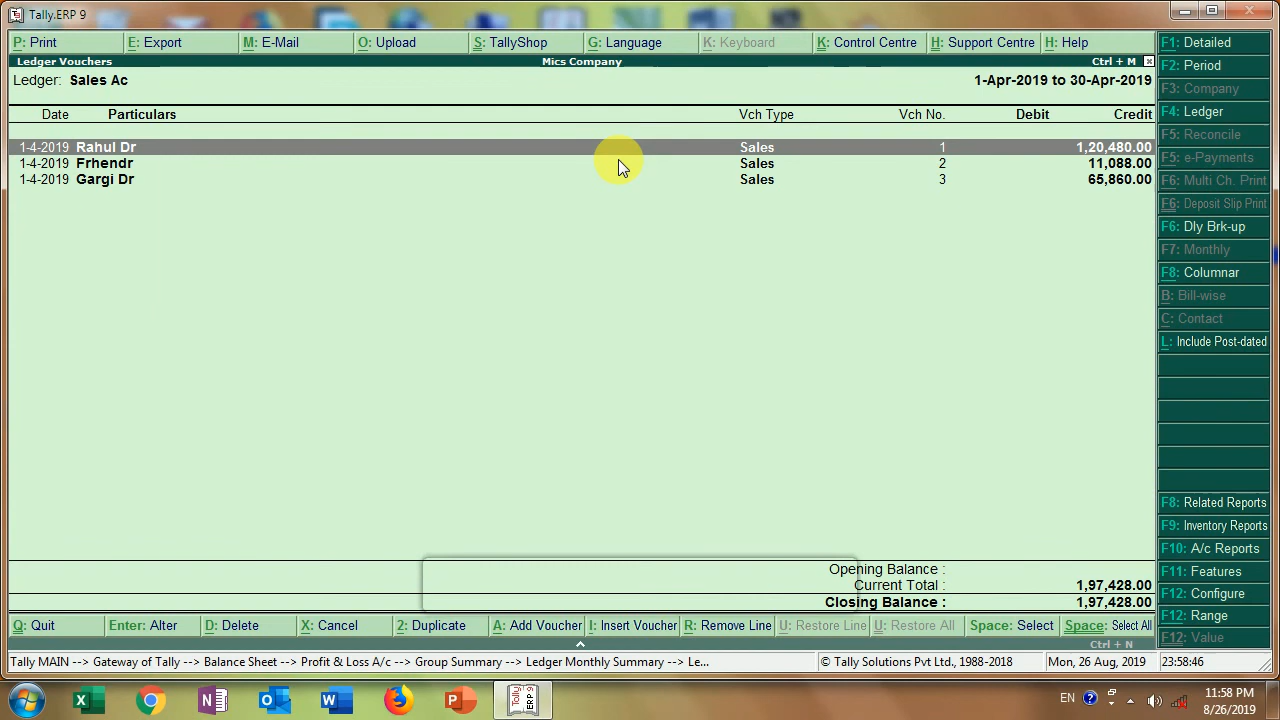 Tally.ERP 9
P: Print E: Export M: E-Mail O: Upload S: TallyShop G: Language K: Keyboard K: Control Centre H: Support Centre H: Help
Ledger Vouchers Mics Company Ctrl + M
Ledger: Sales Ac 1-Apr-2019 to 30-Apr-2019
Date Particulars Vch Type Vch No. Debit Credit
1-4-2019 Rahul Dr Sales 1 1,20,480.00
1-4-2019 Frhendr Sales 2 11,088.00
1-4-2019 Gargi Dr Sales 3 65,860.00
Opening Balance :
Current Total : 1,97,428.00
Closing Balance : 1,97,428.00
F1: Detailed
F2: Period
F3: Company
F4: Ledger
F5: Reconcile
F5: e-Payments
F6: Multi Ch. Print
F6: Deposit Slip Print
F6: Dly Brk-up
F7: Monthly
F8: Columnar
B: Bill-wise
C: Contact
L: Include Post-dated
F8: Related Reports
F9: Inventory Reports
F10: A/c Reports
F11: Features
F12: Configure
F12: Range
F12: Value
Q: Quit Enter: Alter D: Delete X: Cancel 2: Duplicate A: Add Voucher I: Insert Voucher R: Remove Line U: Restore Line U: Restore All Space: Select Space: Select All
Ctrl + N
Tally MAIN --> Gateway of Tally --> Balance Sheet --> Profit & Loss A/c --> Group Summary --> Ledger Monthly Summary --> Le... © Tally Solutions Pvt Ltd., 1988-2018 Mon, 26 Aug, 2019 23:58:46
EN 11:58 PM
8/26/2019